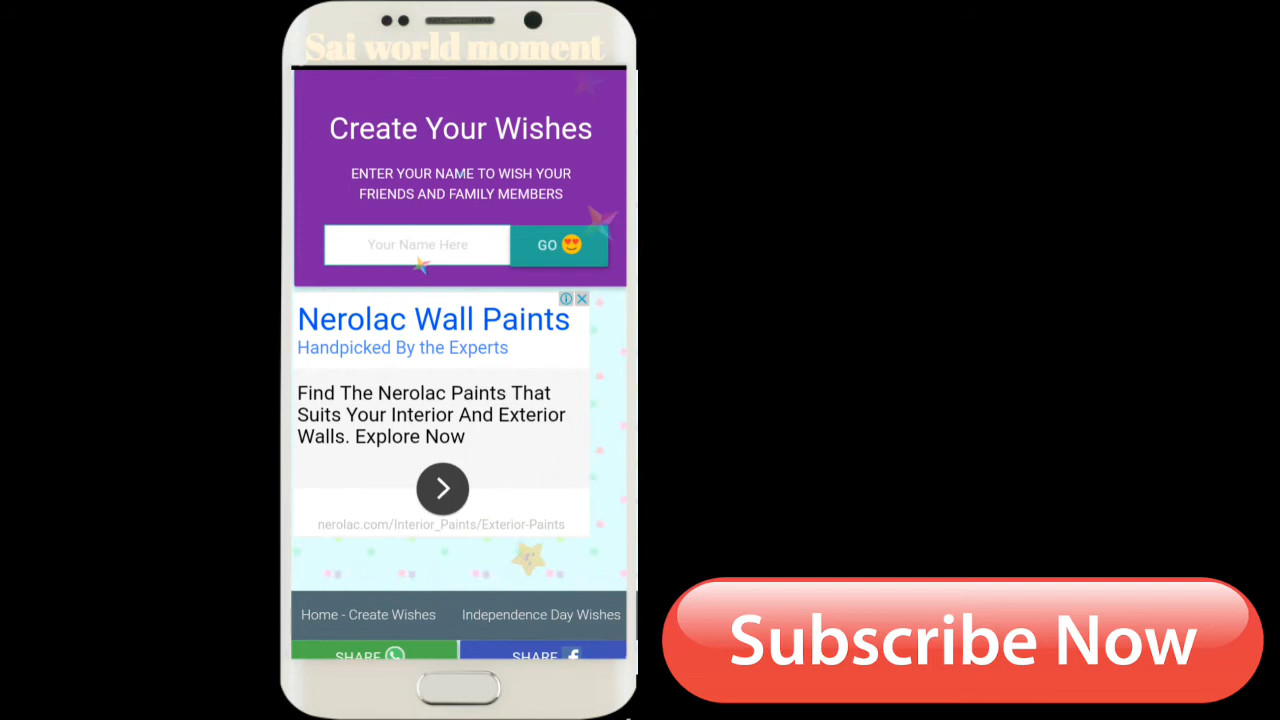 Sai world moment
Create Your Wishes
ENTER YOUR NAME TO WISH YOUR
FRIENDS AND FAMILY MEMBERS
Your Name Here
GO
Nerolac Wall Paints
Handpicked By the Experts
Find The Nerolac Paints That
Suits Your Interior And Exterior
Walls. Explore Now
nerolac.com/Interior_Paints/Exterior-Paints
Home - Create Wishes
Independence Day Wishes
SHARE
SHARE
Subscribe Now